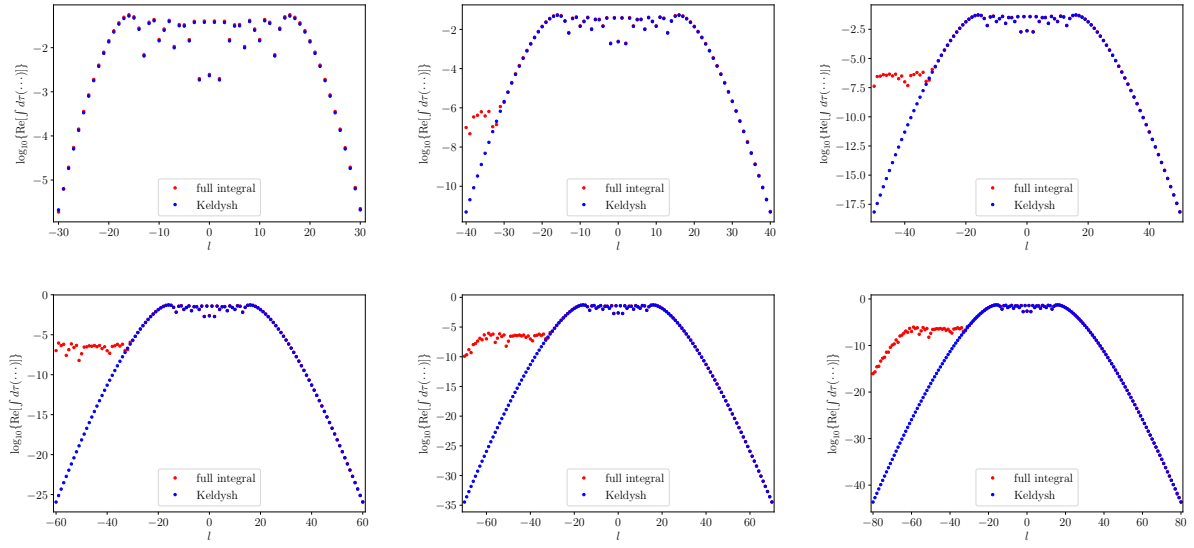 −2
−3
−4
−5
log₁₀{Re[∫ dτ(···)]}
full integral
Keldysh
−30 −20 −10 0 10 20 30
l
−2
−4
−6
−8
−10
log₁₀{Re[∫ dτ(···)]}
full integral
Keldysh
−40 −30 −20 −10 0 10 20 30 40
l
−2.5
−5.0
−7.5
−10.0
−12.5
−15.0
−17.5
log₁₀{Re[∫ dτ(···)]}
full integral
Keldysh
−40 −20 0 20 40
l
0
−5
−10
−15
−20
−25
log₁₀{Re[∫ dτ(···)]}
full integral
Keldysh
−60 −40 −20 0 20 40 60
l
0
−5
−10
−15
−20
−25
−30
−35
log₁₀{Re[∫ dτ(···)]}
full integral
Keldysh
−60 −40 −20 0 20 40 60
l
0
−10
−20
−30
−40
log₁₀{Re[∫ dτ(···)]}
full integral
Keldysh
−80 −60 −40 −20 0 20 40 60 80
l